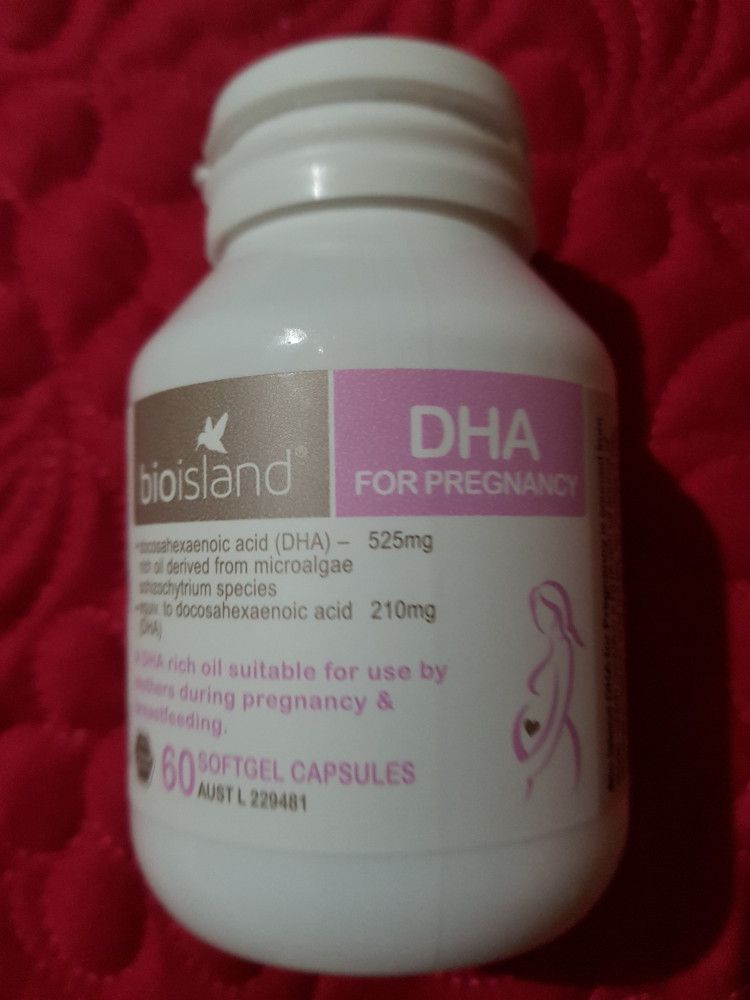 bioisland®
DHA
FOR PREGNANCY
docosahexaenoic acid (DHA) – 525mg
rich oil derived from microalgae
schizochytrium species
equiv. to docosahexaenoic acid 210mg
(DHA)
A DHA rich oil suitable for use by
mothers during pregnancy &
breastfeeding.
60 SOFTGEL CAPSULES
AUST L 229481